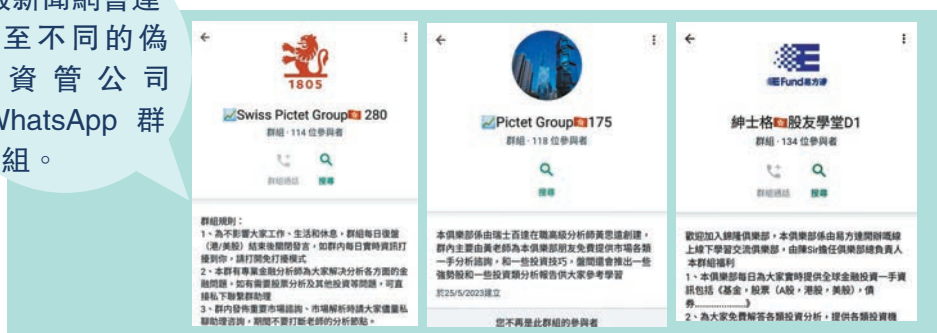 版新聞網會連
至不同的偽
資管公司
WhatsApp 群
組。
1805
Swiss Pictet Group 280
群組·114 位參與者
群組通話
搜尋
群組規則：
1、為不影響大家工作、生活和休息，群組每日復盤
（港/美股）結束後關閉發言，如群內每日實時資訊打
擾到你，請打開免打擾模式
2、本群有專業金融分析師為大家解決分析各方面的金
融問題，如有需要股票分析及其他投資等問題，可直
接私下聯繫群助理
3、群內發佈重要市場諮詢、市場解析時請大家儘量私
聊助理咨詢，期間不要打斷老師的分析節點。
Pictet Group 175
群組·118 位參與者
搜尋
本俱樂部係由瑞士百達在職高級分析師黃思遠創建，
群內主要由黃老師為本俱樂部朋友免費提供市場各類
一手分析諮詢，和一些投資技巧，盤間還會推出一些
強勢股和一些投資類分析報告供大家參考學習
於25/5/2023建立
您不再是此群組的參與者
EFund易方達
紳士格 股友學堂D1
群組·134 位參與者
群組通話
搜尋
歡迎加入錦隆俱樂部，本俱樂部係由易方達開辦嘅線
上線下學習交流俱樂部，由陳Sir擔任俱樂部總負責人
本群組福利
1、本俱樂部每日為大家實時提供全球金融投資一手資
訊包括《基金，股票（A股，港股，美股），債
券..................》
2、為大家免費解答各類投資分析，提供各類投資機